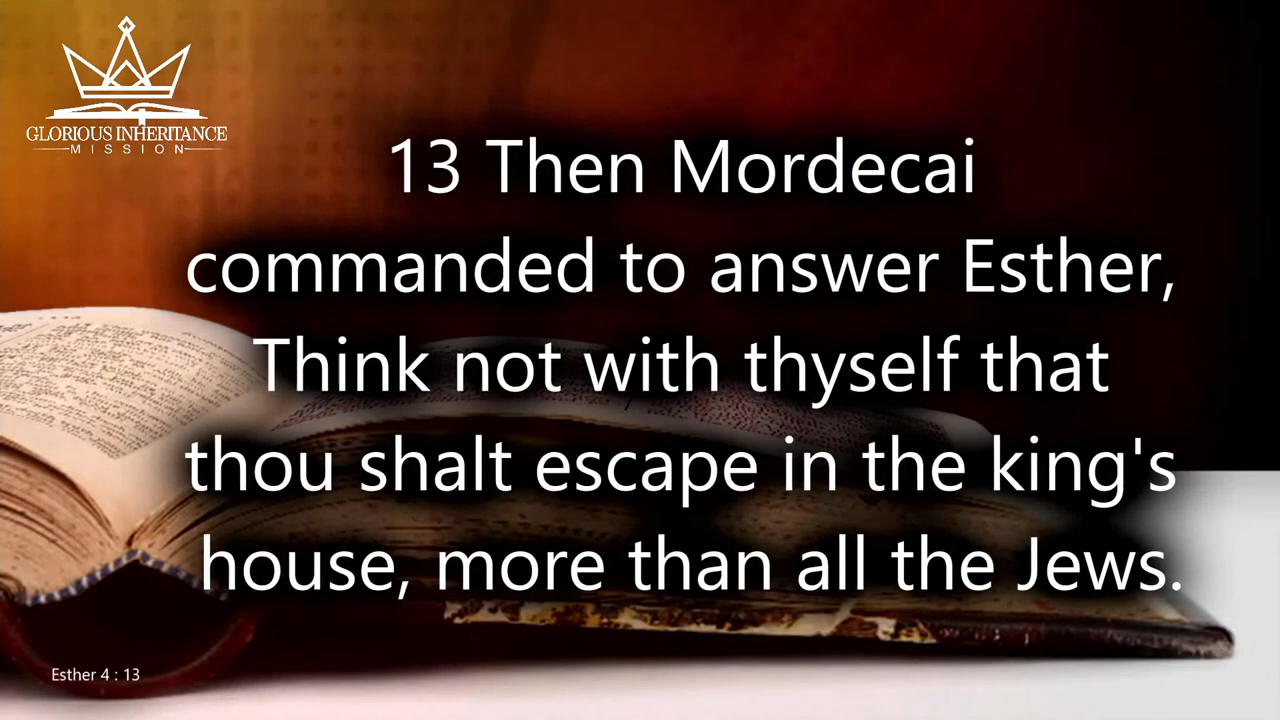 GLORIOUS INHERITANCE
MISSION
13 Then Mordecai
commanded to answer Esther,
Think not with thyself that
thou shalt escape in the king's
house, more than all the Jews.
Esther 4 : 13